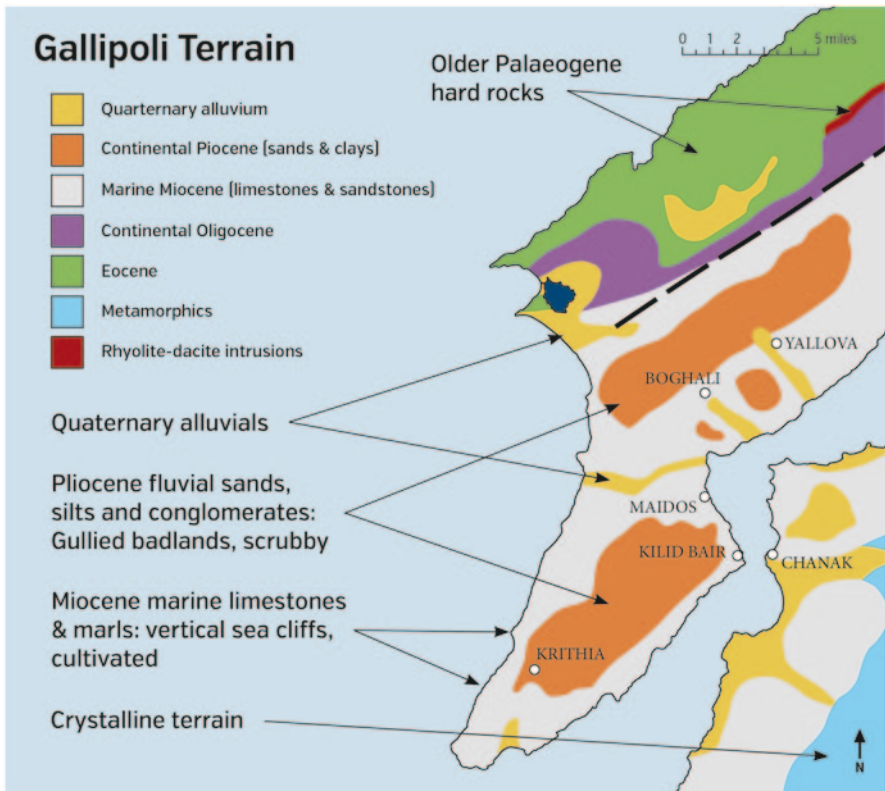 Gallipoli Terrain
Quarternary alluvium
Continental Piocene (sands & clays)
Marine Miocene (limestones & sandstones)
Continental Oligocene
Eocene
Metamorphics
Rhyolite-dacite intrusions
Older Palaeogene
hard rocks
0 1 2 5 miles
Quaternary alluvials
Pliocene fluvial sands,
silts and conglomerates:
Gullied badlands, scrubby
Miocene marine limestones
& marls: vertical sea cliffs,
cultivated
Crystalline terrain
YALLOVA
BOGHALI
MAIDOS
KILID BAIR
CHANAK
KRITHIA
N